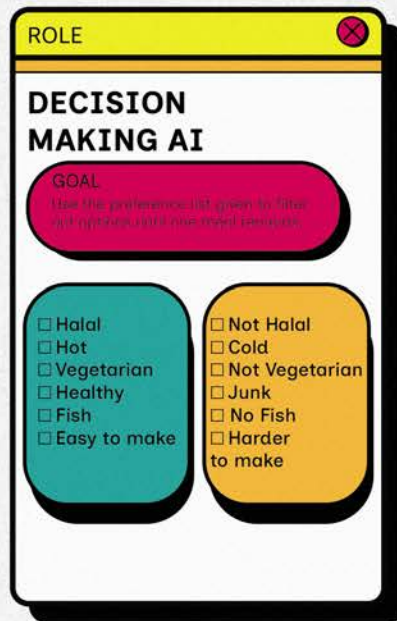 ROLE
DECISION
MAKING AI
GOAL
Use the preference list given to filter
out options until one meal remains
☐ Halal
☐ Hot
☐ Vegetarian
☐ Healthy
☐ Fish
☐ Easy to make
☐ Not Halal
☐ Cold
☐ Not Vegetarian
☐ Junk
☐ No Fish
☐ Harder
to make